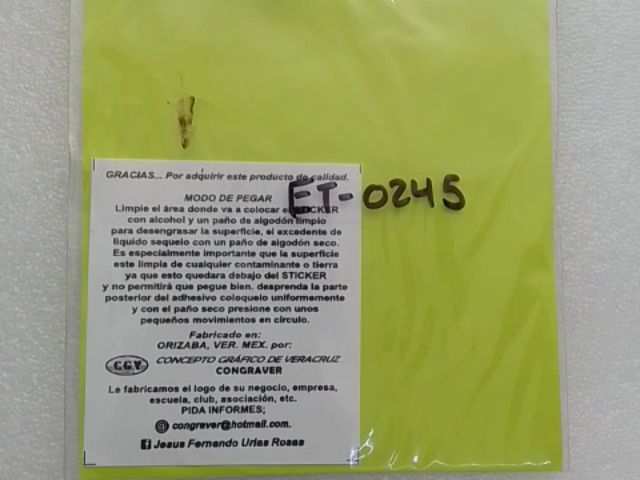 GRACIAS... Por adquirir este producto de calidad.
ET-0245
MODO DE PEGAR
Limpie el área donde va a colocar el STICKER
con alcohol y un paño de algodón limpio
para desengrasar la superficie, el excedente de
liquido sequelo con un paño de algodón seco.
Es especialmente importante que la superficie
este limpia de cualquier contaminante o tierra
ya que esto quedara debajo del STICKER
y no permitirá que pegue bien. desprenda la parte
posterior del adhesivo coloquelo uniformemente
y con el paño seco presione con unos
pequeños movimientos en circulo.
Fabricado en:
ORIZABA, VER. MEX. por:
CGV CONCEPTO GRÁFICO DE VERACRUZ
CONGRAVER
Le fabricamos el logo de su negocio, empresa,
escuela, club, asociación, etc.
PIDA INFORMES;
@ congraver@hotmail.com.
f Jesus Fernando Urias Rosas